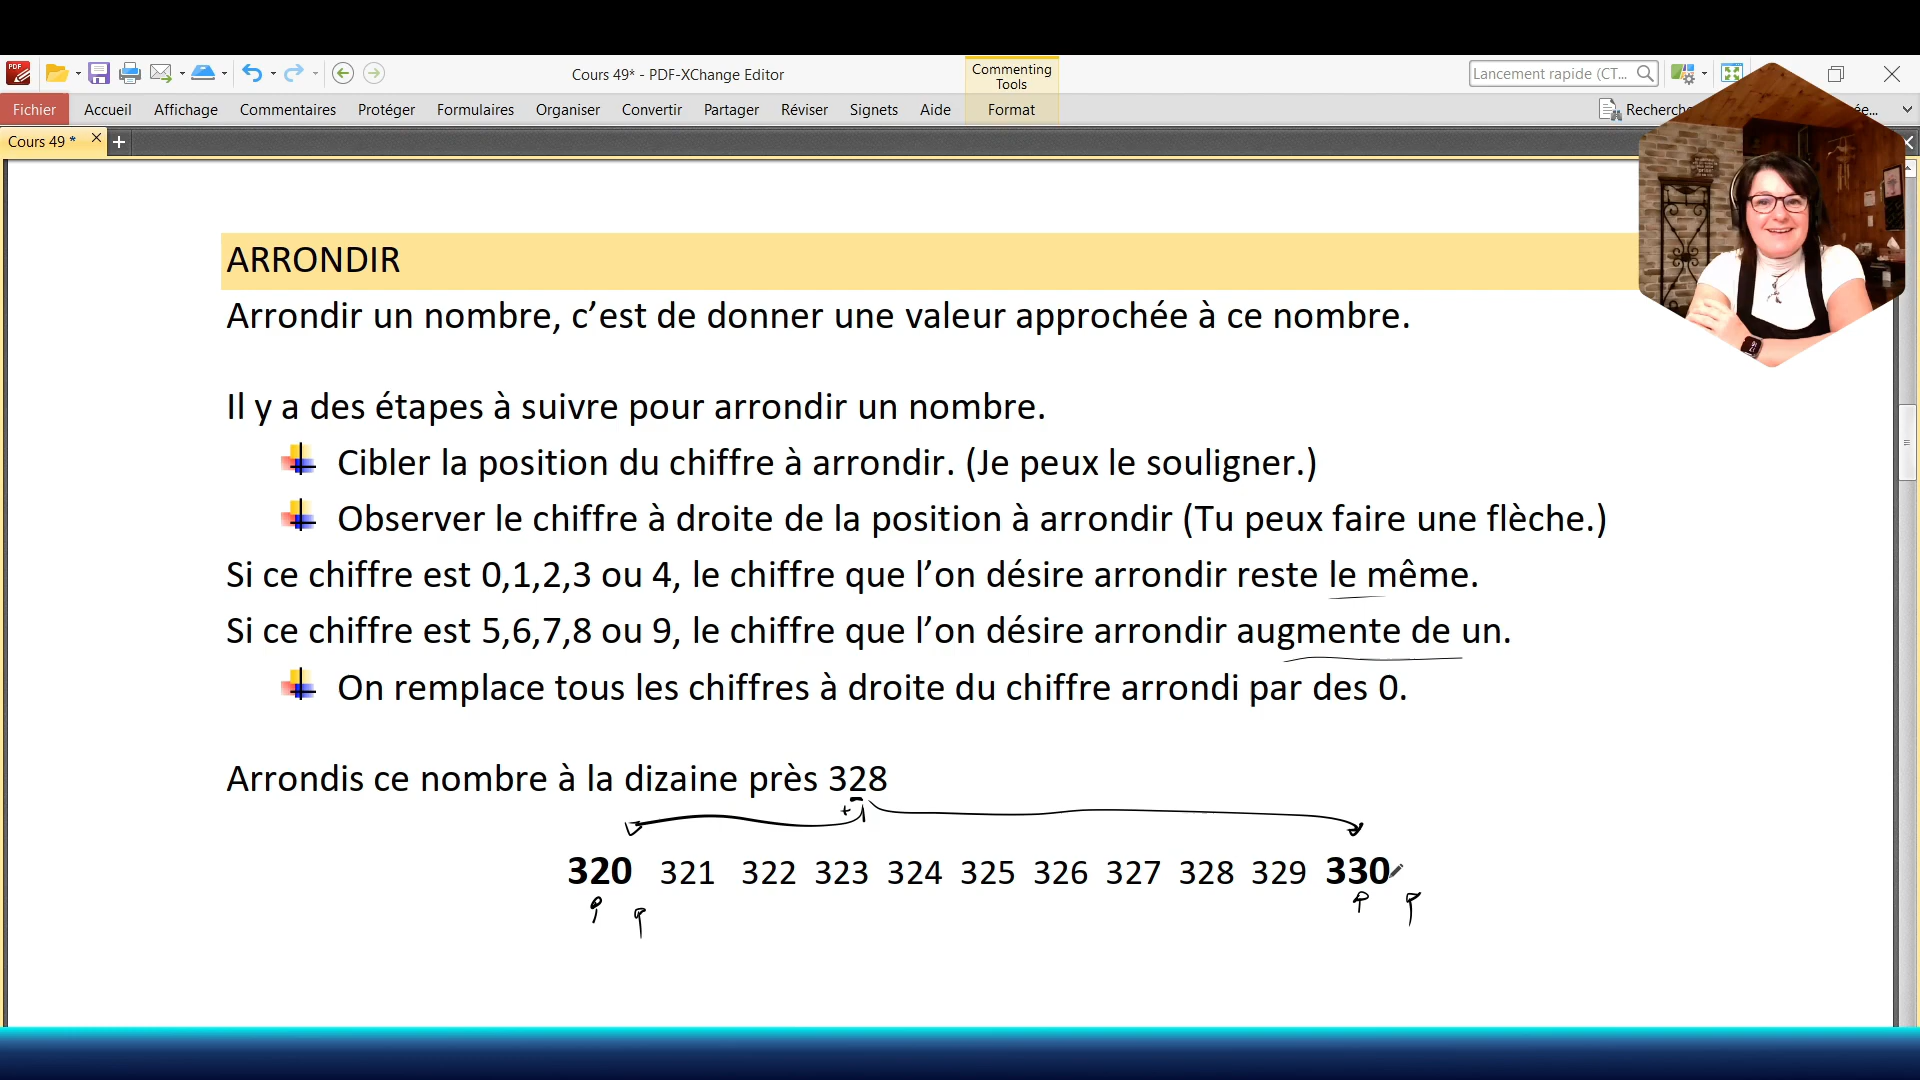 Cours 49* - PDF-XChange Editor
Commenting
Tools
Lancement rapide (CT...
Fichier Accueil Affichage Commentaires Protéger Formulaires Organiser Convertir Partager Réviser Signets Aide Format
Cours 49 *
ARRONDIR
Arrondir un nombre, c’est de donner une valeur approchée à ce nombre.
Il y a des étapes à suivre pour arrondir un nombre.
Cibler la position du chiffre à arrondir. (Je peux le souligner.)
Observer le chiffre à droite de la position à arrondir (Tu peux faire une flèche.)
Si ce chiffre est 0,1,2,3 ou 4, le chiffre que l’on désire arrondir reste le même.
Si ce chiffre est 5,6,7,8 ou 9, le chiffre que l’on désire arrondir augmente de un.
On remplace tous les chiffres à droite du chiffre arrondi par des 0.
Arrondis ce nombre à la dizaine près 328
320 321 322 323 324 325 326 327 328 329 330